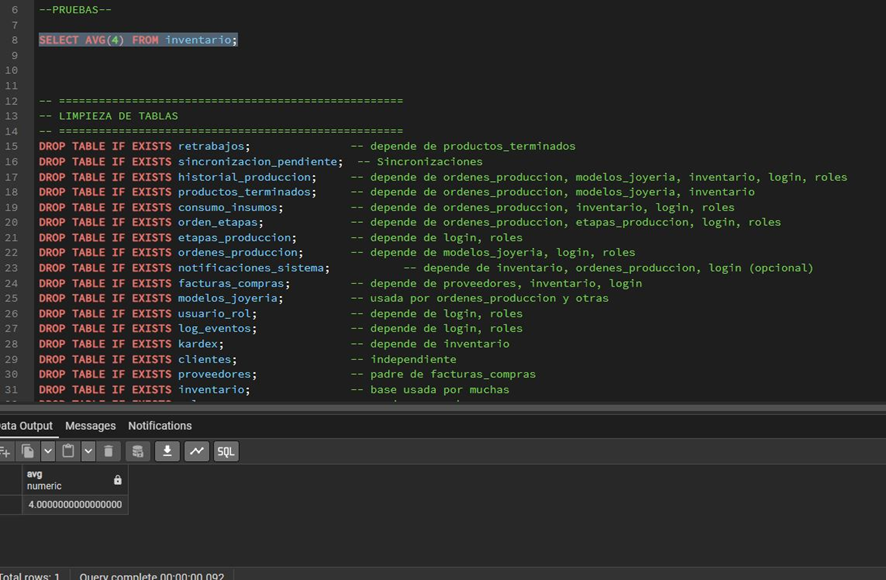 6 --PRUEBAS--
7
8 SELECT AVG(4) FROM inventario;
9
10
11
12 -- ====================================================
13 -- LIMPIEZA DE TABLAS
14 -- ====================================================
15 DROP TABLE IF EXISTS retrabajos; -- depende de productos_terminados
16 DROP TABLE IF EXISTS sincronizacion_pendiente; -- Sincronizaciones
17 DROP TABLE IF EXISTS historial_produccion; -- depende de ordenes_produccion, modelos_joyeria, inventario, login, roles
18 DROP TABLE IF EXISTS productos_terminados; -- depende de ordenes_produccion, modelos_joyeria, inventario
19 DROP TABLE IF EXISTS consumo_insumos; -- depende de ordenes_produccion, inventario, login, roles
20 DROP TABLE IF EXISTS orden_etapas; -- depende de ordenes_produccion, etapas_produccion, login, roles
21 DROP TABLE IF EXISTS etapas_produccion; -- depende de login, roles
22 DROP TABLE IF EXISTS ordenes_produccion; -- depende de modelos_joyeria, login, roles
23 DROP TABLE IF EXISTS notificaciones_sistema; -- depende de inventario, ordenes_produccion, login (opcional)
24 DROP TABLE IF EXISTS facturas_compras; -- depende de proveedores, inventario, login
25 DROP TABLE IF EXISTS modelos_joyeria; -- usada por ordenes_produccion y otras
26 DROP TABLE IF EXISTS usuario_rol; -- depende de login, roles
27 DROP TABLE IF EXISTS log_eventos; -- depende de login, roles
28 DROP TABLE IF EXISTS kardex; -- depende de inventario
29 DROP TABLE IF EXISTS clientes; -- independiente
30 DROP TABLE IF EXISTS proveedores; -- padre de facturas_compras
31 DROP TABLE IF EXISTS inventario; -- base usada por muchas
ata Output Messages Notifications
SQL
avg
numeric
4.0000000000000000
Total rows: 1 Query complete 00:00:00.092